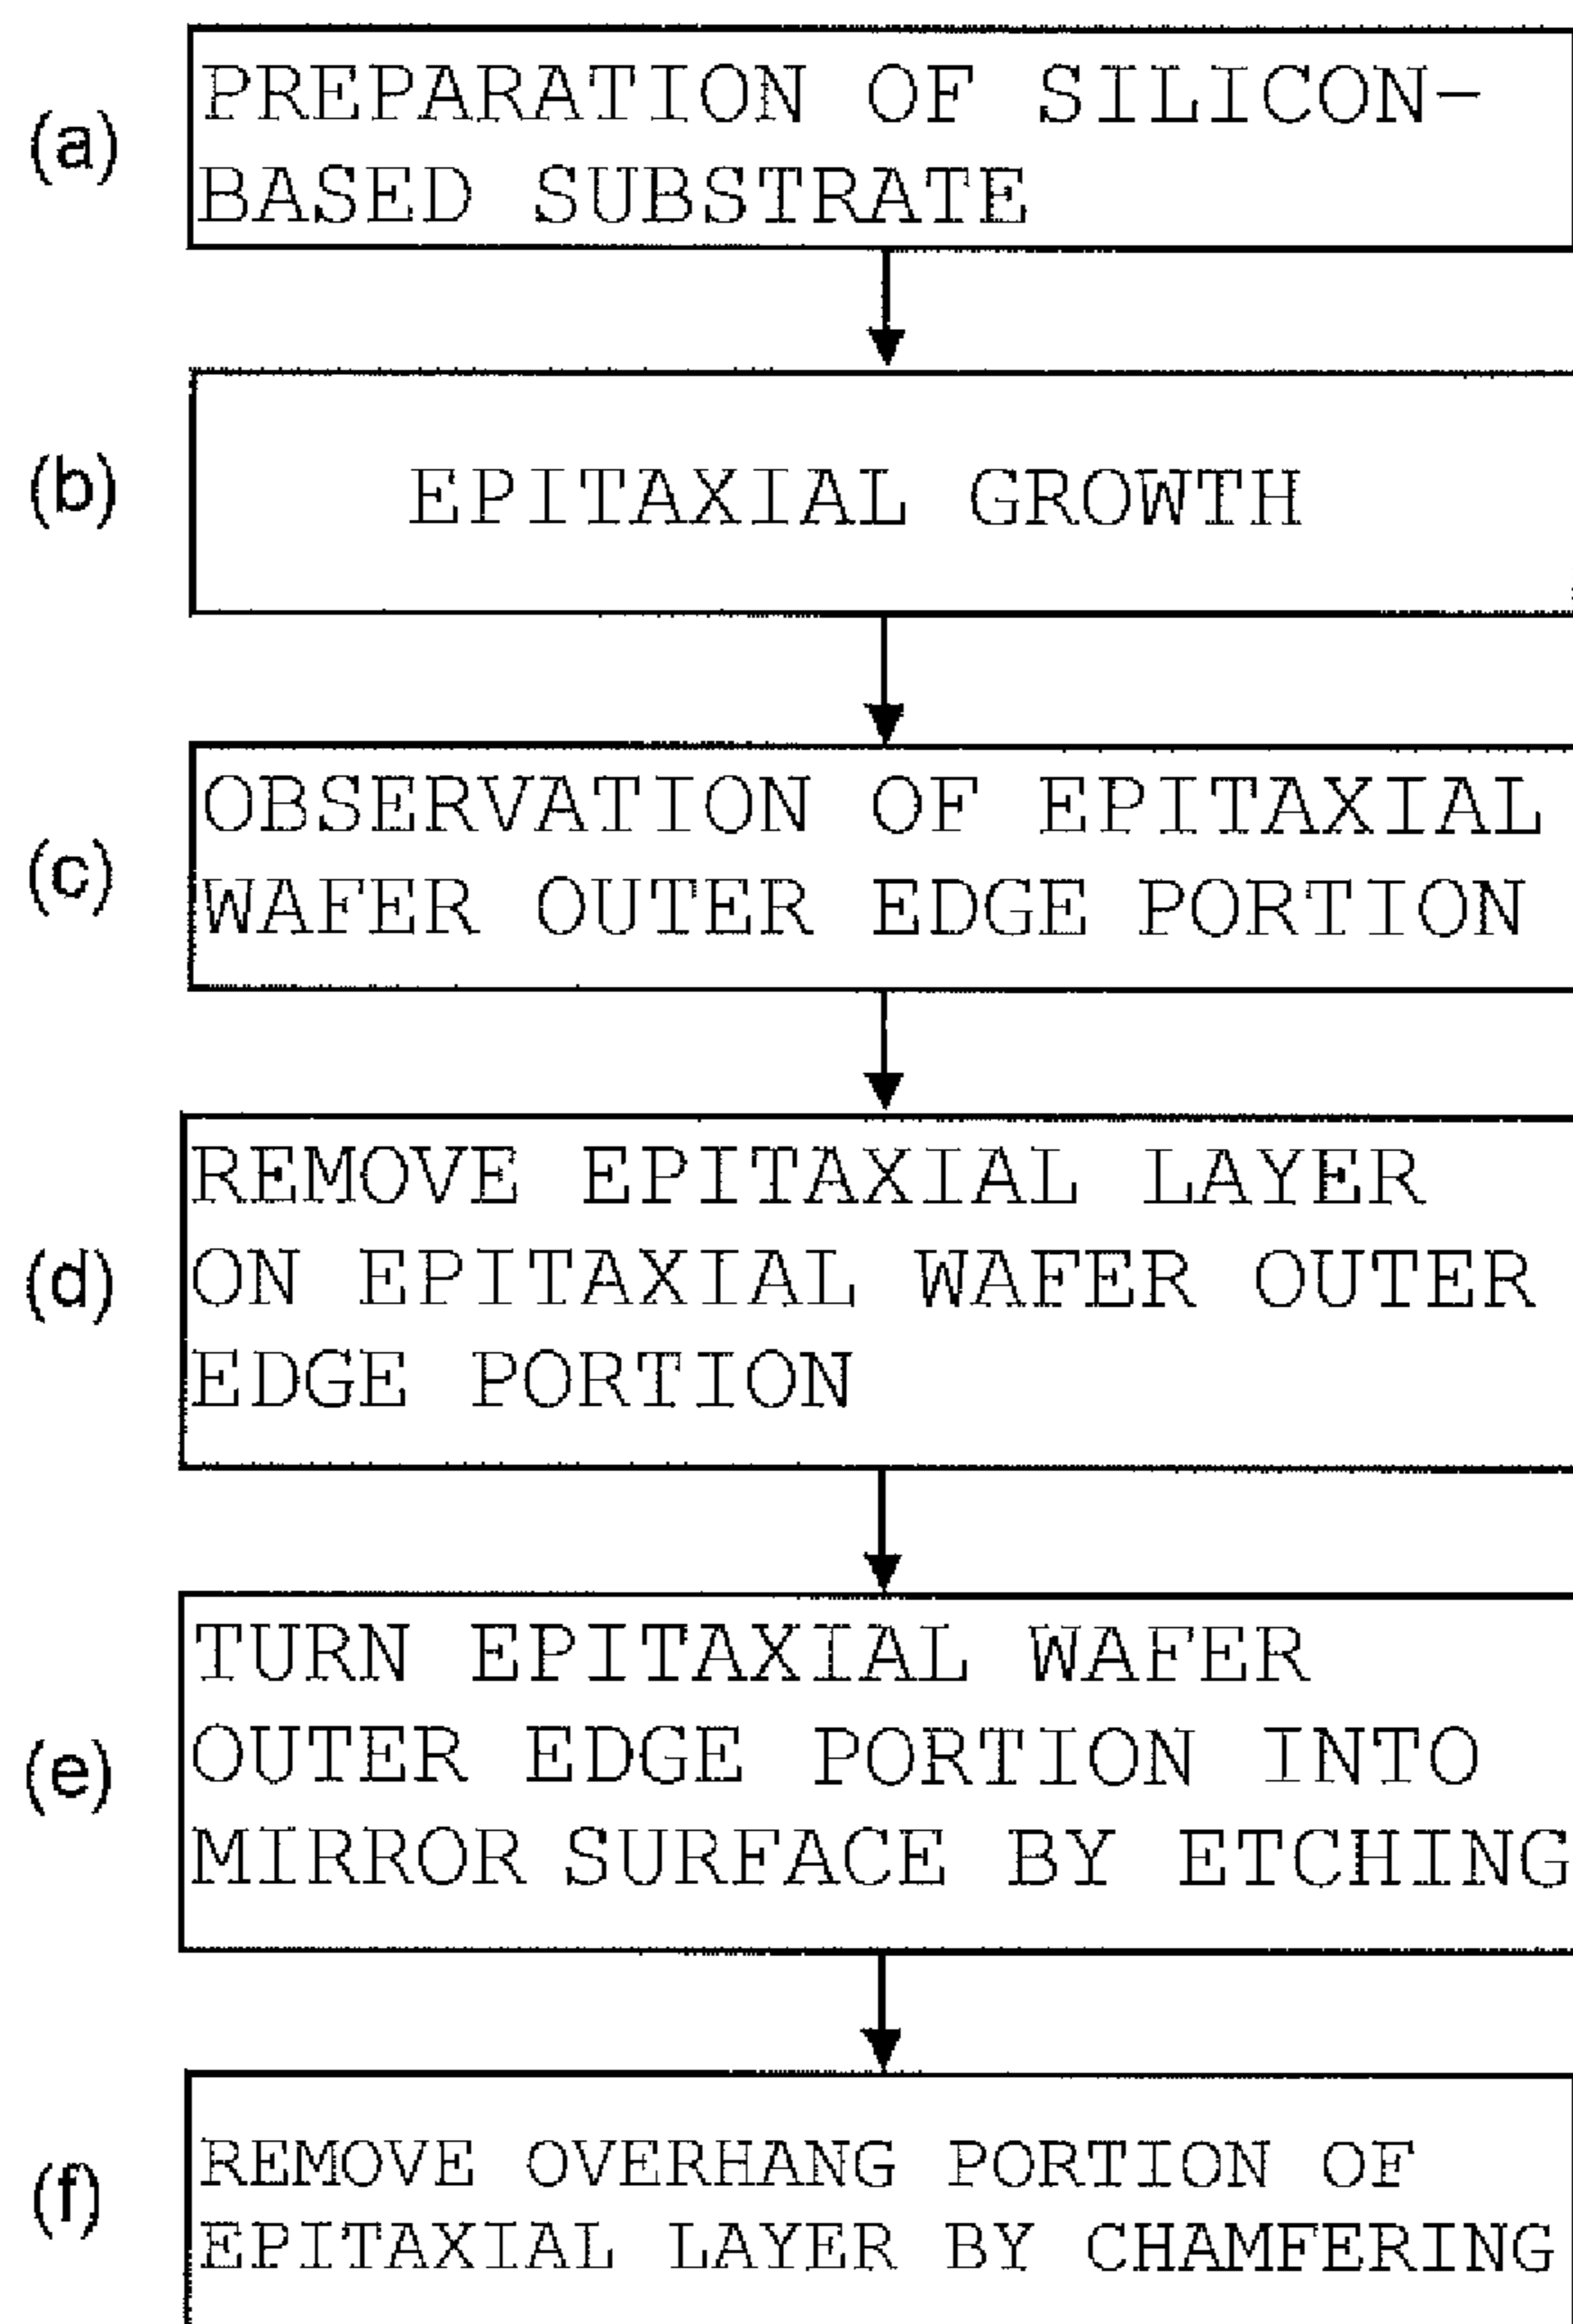 (a)
PREPARATION OF SILICON-
BASED SUBSTRATE
(b)
EPITAXIAL GROWTH
(c)
OBSERVATION OF EPITAXIAL
WAFER OUTER EDGE PORTION
(d)
REMOVE EPITAXIAL LAYER
ON EPITAXIAL WAFER OUTER
EDGE PORTION
(e)
TURN EPITAXIAL WAFER
OUTER EDGE PORTION INTO
MIRROR SURFACE BY ETCHING
(f)
REMOVE OVERHANG PORTION OF
EPITAXIAL LAYER BY CHAMFERING